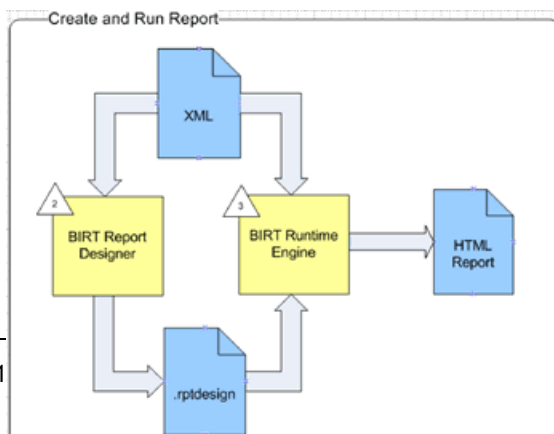 Create and Run Report
XML
2
BIRT Report
Designer
3
BIRT Runtime
Engine
HTML
Report
.rptdesign